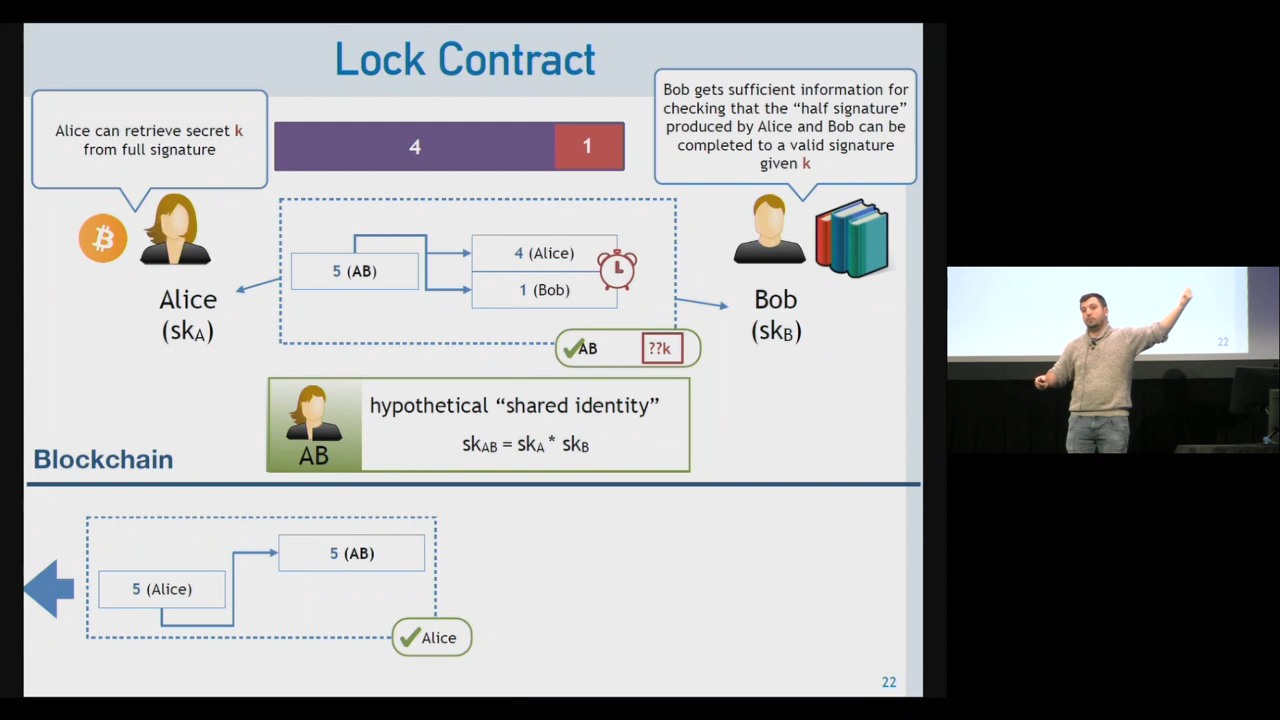 Lock Contract
Alice can retrieve secret k
from full signature
4
1
Bob gets sufficient information for
checking that the “half signature”
produced by Alice and Bob can be
completed to a valid signature
given k
5 (AB)
4 (Alice)
1 (Bob)
Alice
(skA)
Bob
(skB)
AB
??k
hypothetical “shared identity”
skAB = skA * skB
AB
Blockchain
5 (AB)
5 (Alice)
Alice
22
22